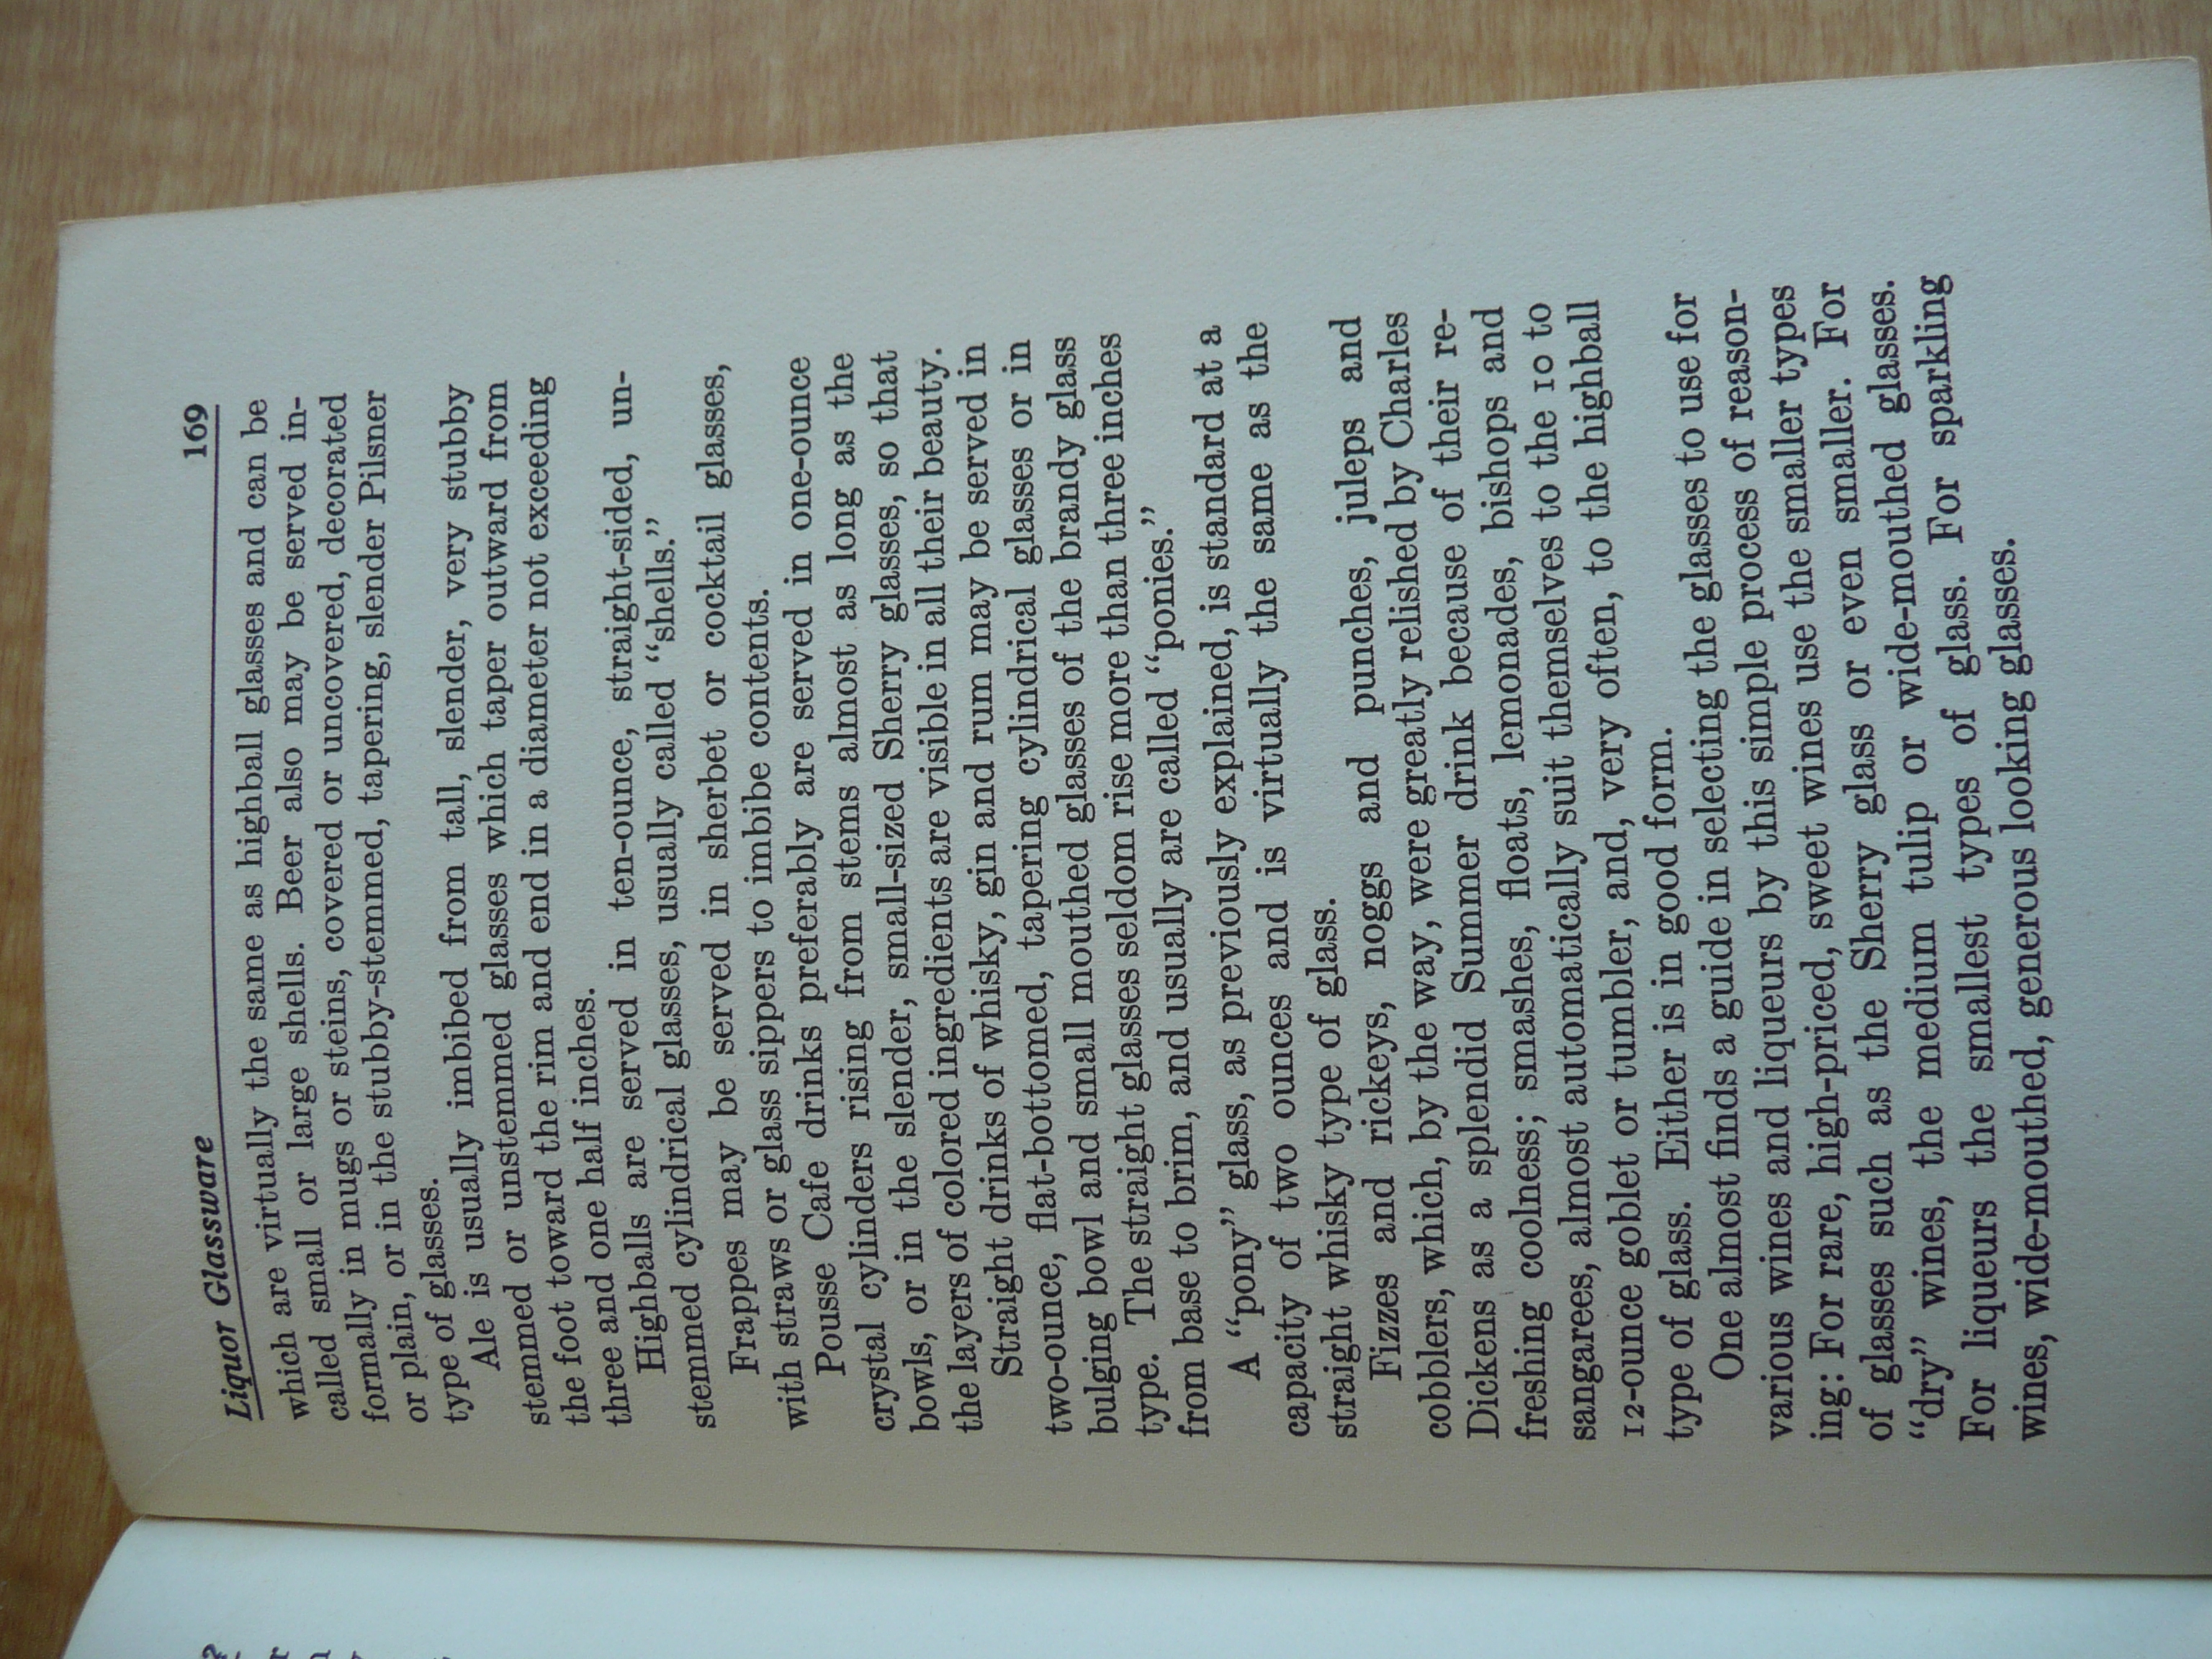 Liquor Glassware 169
which are virtually the same as highball glasses and can be
called small or large shells. Beer also may be served in-
formally in mugs or steins, covered or uncovered, decorated
or plain, or in the stubby-stemmed, tapering, slender Pilsner
type of glasses.
Ale is usually imbibed from tall, slender, very stubby
stemmed or unstemmed glasses which taper outward from
the foot toward the rim and end in a diameter not exceeding
three and one half inches.
Highballs are served in ten-ounce, straight-sided, un-
stemmed cylindrical glasses, usually called “shells.”
Frappes may be served in sherbet or cocktail glasses,
with straws or glass sippers to imbibe contents.
Pousse Cafe drinks preferably are served in one-ounce
crystal cylinders rising from stems almost as long as the
bowls, or in the slender, small-sized Sherry glasses, so that
the layers of colored ingredients are visible in all their beauty.
Straight drinks of whisky, gin and rum may be served in
two-ounce, flat-bottomed, tapering cylindrical glasses or in
bulging bowl and small mouthed glasses of the brandy glass
type. The straight glasses seldom rise more than three inches
from base to brim, and usually are called “ponies.”
A “pony” glass, as previously explained, is standard at a
capacity of two ounces and is virtually the same as the
straight whisky type of glass.
Fizzes and rickeys, noggs and punches, juleps and
cobblers, which, by the way, were greatly relished by Charles
Dickens as a splendid Summer drink because of their re-
freshing coolness; smashes, floats, lemonades, bishops and
sangarees, almost automatically suit themselves to the 10 to
12-ounce goblet or tumbler, and, very often, to the highball
type of glass. Either is in good form.
One almost finds a guide in selecting the glasses to use for
various wines and liqueurs by this simple process of reason-
ing: For rare, high-priced, sweet wines use the smaller types
of glasses such as the Sherry glass or even smaller. For
“dry” wines, the medium tulip or wide-mouthed glasses.
For liqueurs the smallest types of glass. For sparkling
wines, wide-mouthed, generous looking glasses.